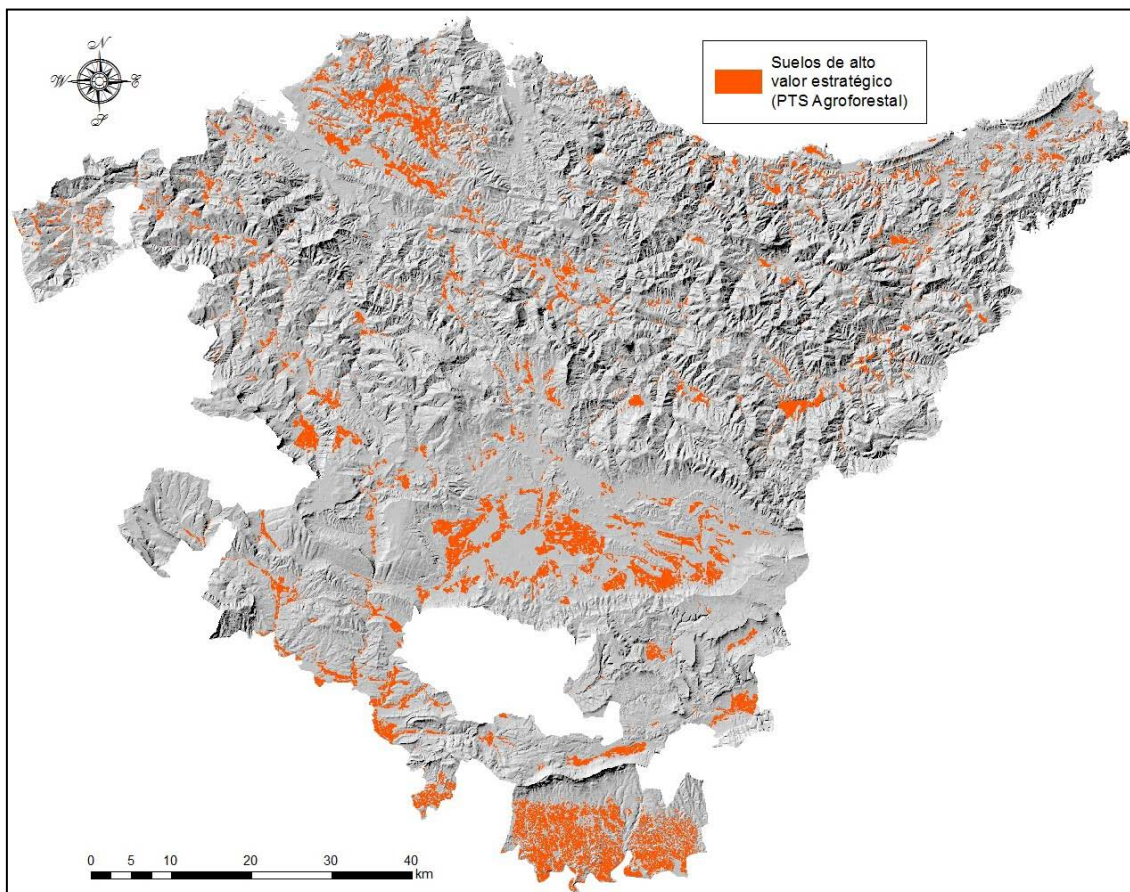 N
W E
S
Suelos de alto
valor estratégico
(PTS Agroforestal)
0 5 10 20 30 40
km